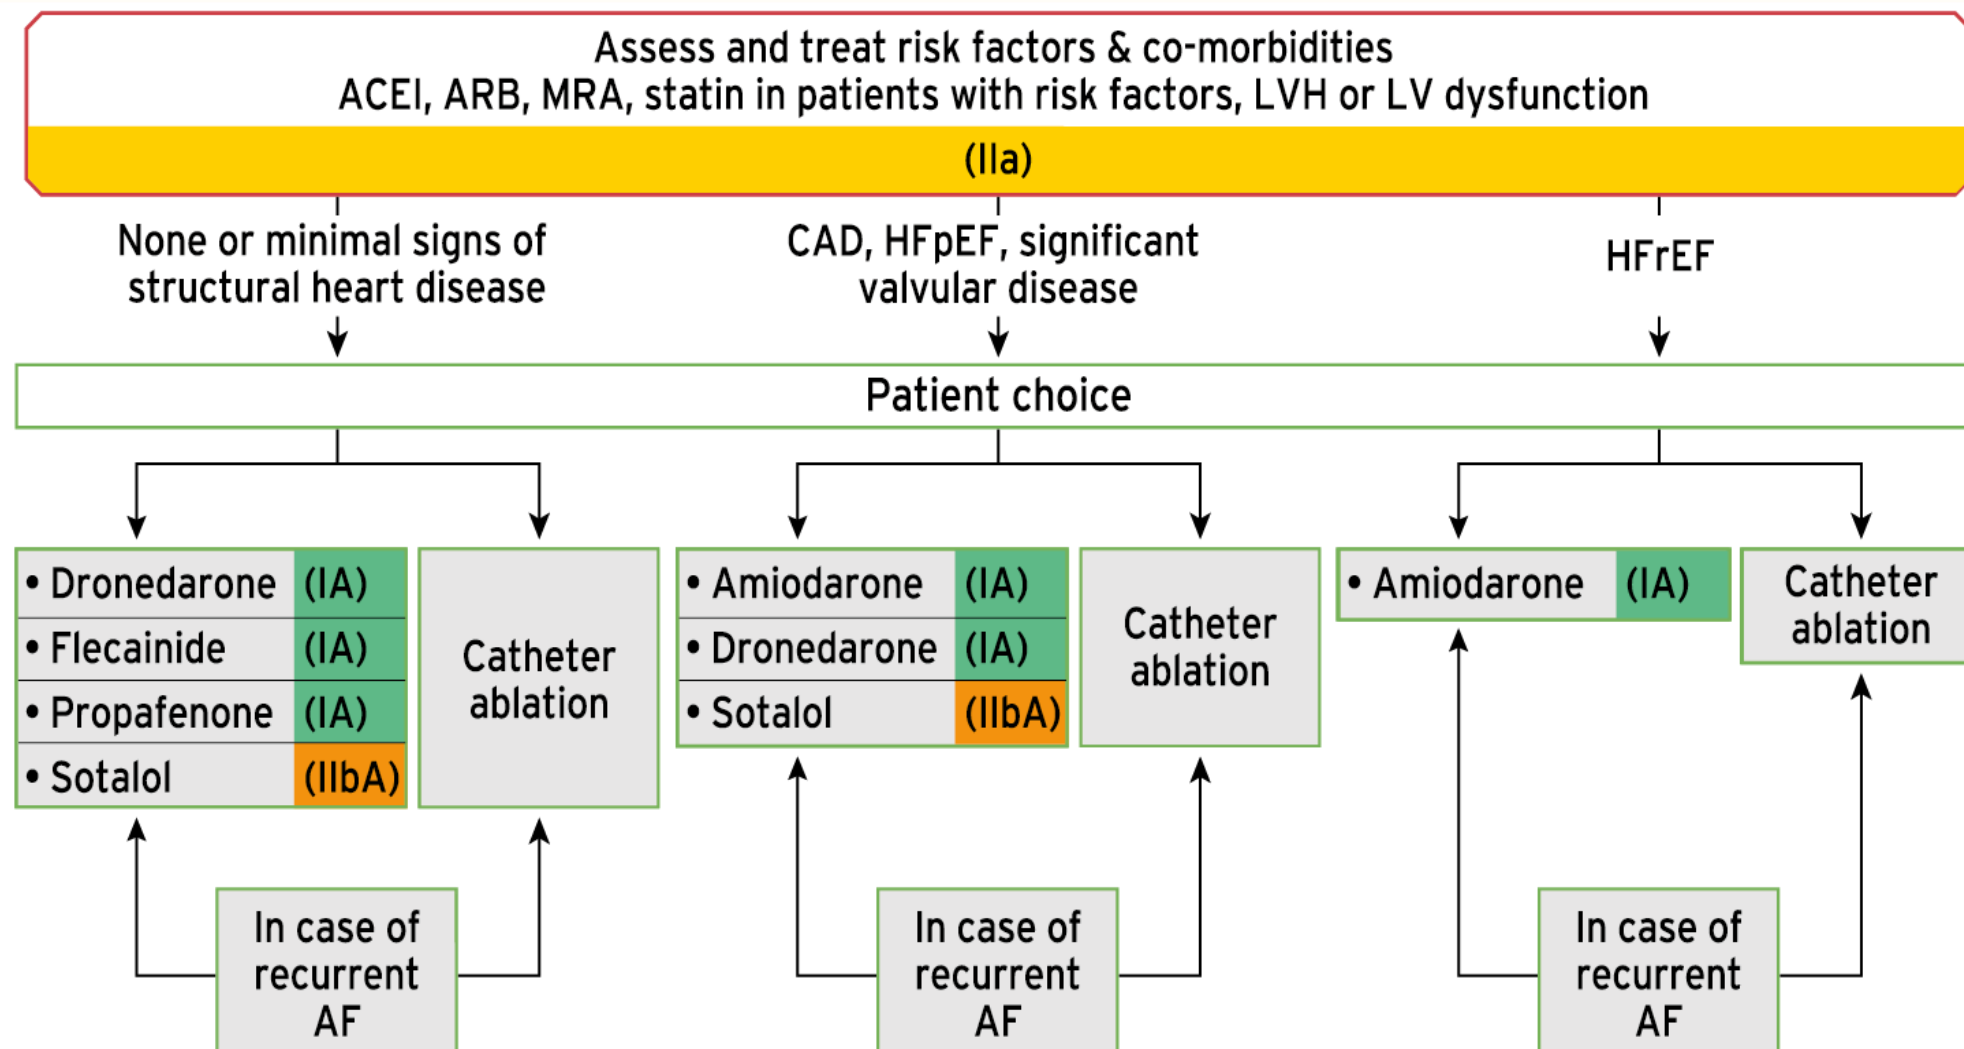 Assess and treat risk factors & co-morbidities
ACEI, ARB, MRA, statin in patients with risk factors, LVH or LV dysfunction
(IIa)
None or minimal signs of
structural heart disease
CAD, HFpEF, significant
valvular disease
HFrEF
Patient choice
• Dronedarone (IA)
• Flecainide (IA)
• Propafenone (IA)
• Sotalol (IIbA)
Catheter
ablation
• Amiodarone (IA)
• Dronedarone (IA)
• Sotalol (IIbA)
Catheter
ablation
• Amiodarone (IA)
Catheter
ablation
In case of
recurrent
AF
In case of
recurrent
AF
In case of
recurrent
AF